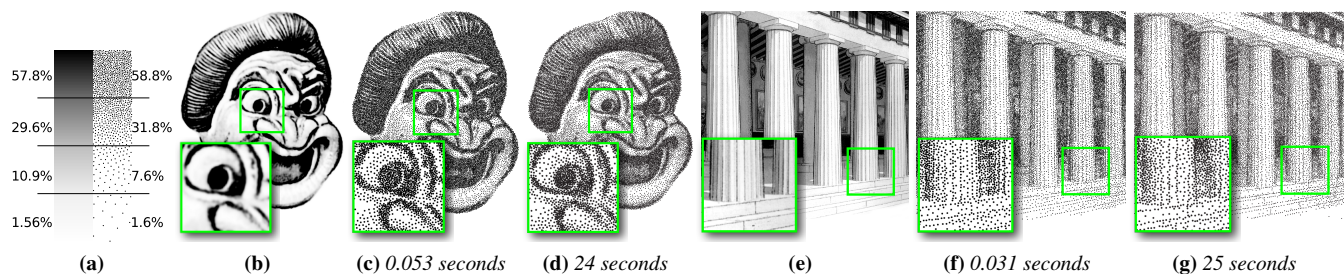 57.8% 58.8%
29.6% 31.8%
10.9% 7.6%
1.56% 1.6%
(a) (b) (c) 0.053 seconds (d) 24 seconds (e) (f) 0.031 seconds (g) 25 seconds